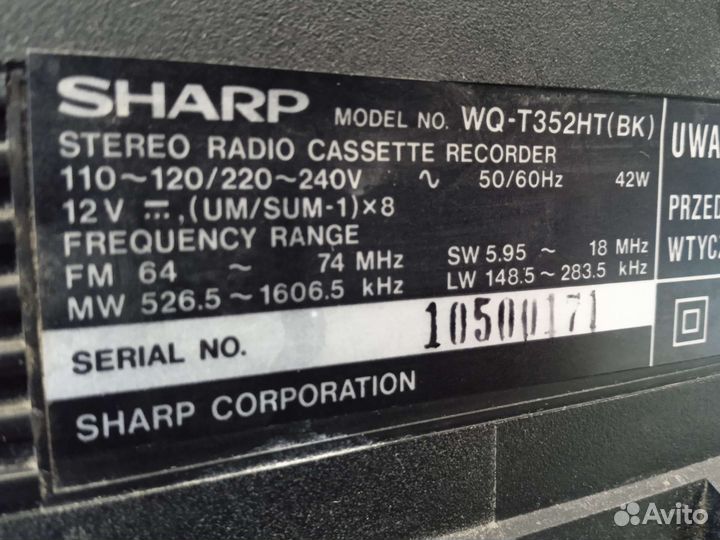 SHARP MODEL NO. WQ-T352HT(BK)
STEREO RADIO CASSETTE RECORDER
110~120/220~240V ∿ 50/60Hz 42W
12V ⎓,(UM/SUM-1)×8
FREQUENCY RANGE
FM 64 ~ 74 MHz SW 5.95 ~ 18 MHz
MW 526.5~1606.5 kHz LW 148.5~283.5 kHz
SERIAL NO. 10500171
SHARP CORPORATION
UWA
PRZED
WTYCZ
Avito